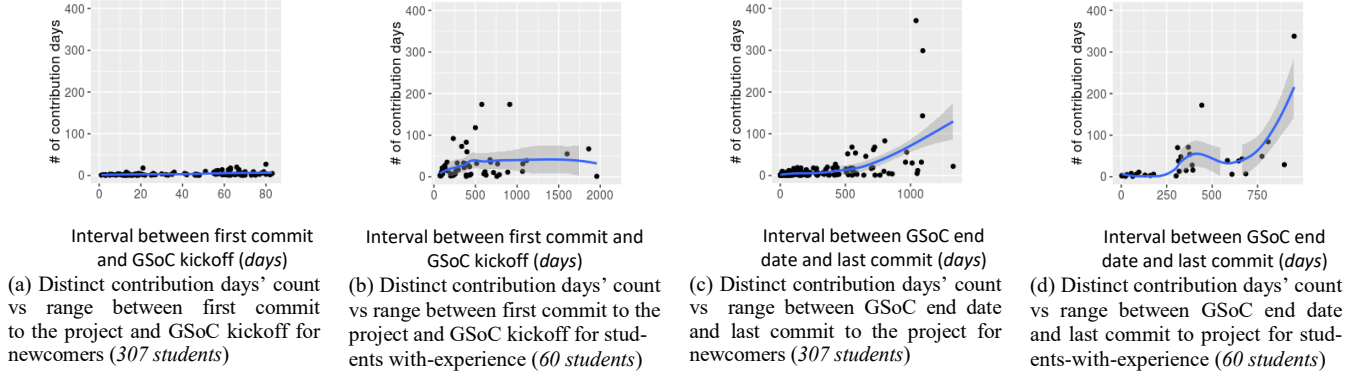 400
300
200
100
0
# of contribution days
0 20 40 60 80
Interval between first commit
and GSoC kickoff (days)
(a) Distinct contribution days' count
vs range between first commit
to the project and GSoC kickoff for
newcomers (307 students)
400
300
200
100
0
# of contribution days
0 500 1000 1500 2000
Interval between first commit and
GSoC kickoff (days)
(b) Distinct contribution days' count
vs range between first commit to the
project and GSoC kickoff for stud-
ents with-experience (60 students)
400
300
200
100
0
# of contribution days
0 500 1000
Interval between GSoC end
date and last commit (days)
(c) Distinct contribution days' count
vs range between GSoC end date
and last commit to the project for
newcomers (307 students)
400
300
200
100
0
# of contribution days
0 250 500 750
Interval between GSoC end
date and last commit (days)
(d) Distinct contribution days' count
vs range between GSoC end date
and last commit to project for stud-
ents-with-experience (60 students)